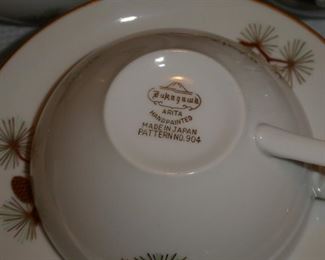 Fukagawa
ARITA
HANDPAINTED
MADE IN JAPAN
PATTERN NO. 904